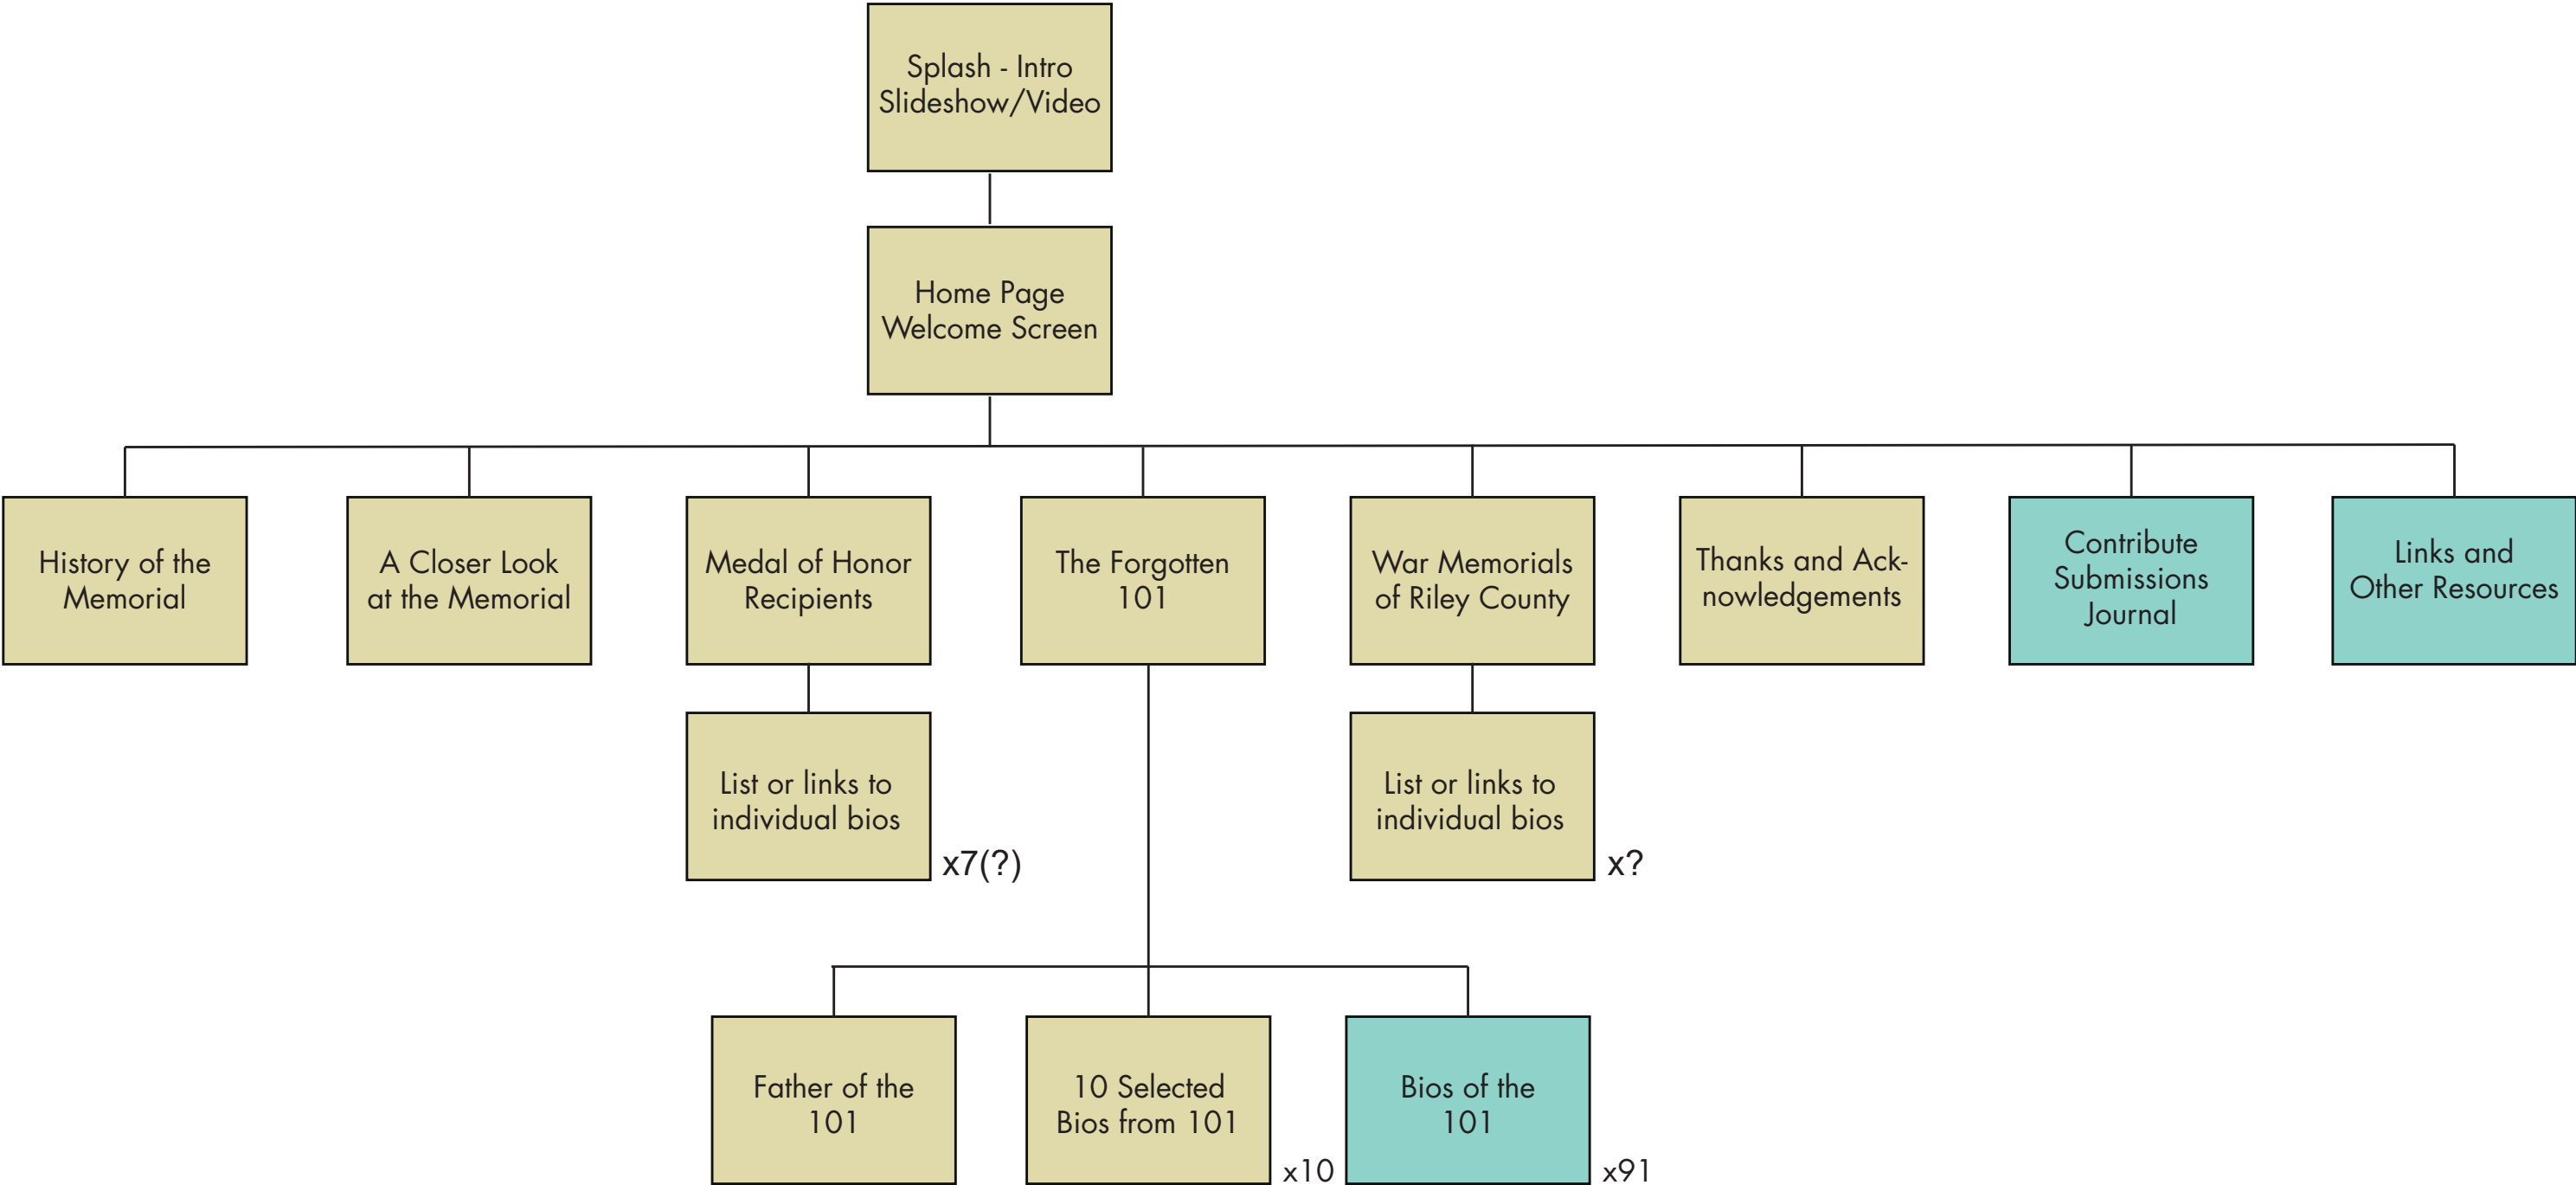 Splash - Intro
Slideshow/Video
Home Page
Welcome Screen
History of the
Memorial
A Closer Look
at the Memorial
Medal of Honor
Recipients
The Forgotten
101
War Memorials
of Riley County
Thanks and Ack-
nowledgements
Contribute
Submissions
Journal
Links and
Other Resources
List or links to
individual bios
x7(?)
List or links to
individual bios
x?
Father of the
101
10 Selected
Bios from 101
x10
Bios of the
101
x91